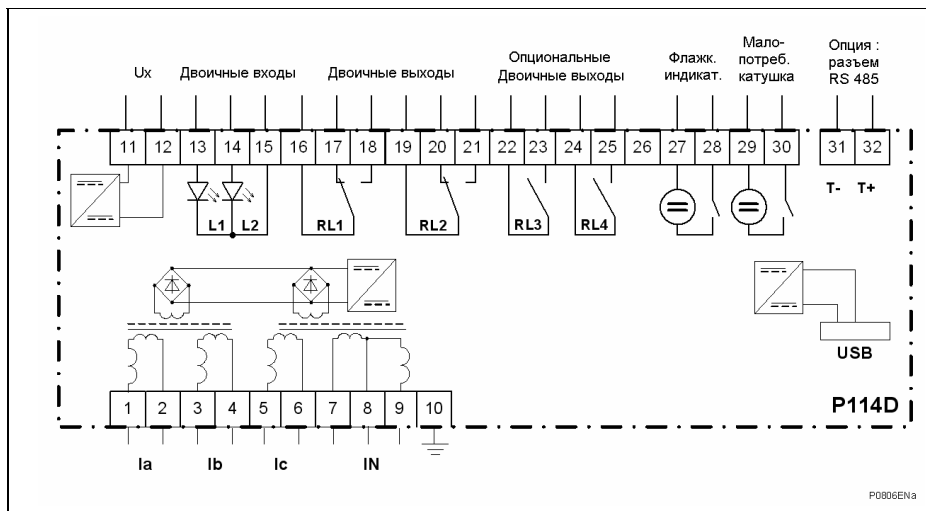 Ux
Двоичные входы
Двоичные выходы
Опциональные
Двоичные выходы
Флажк.
индикат.
Мало-
потреб.
катушка
Опция :
разъем
RS 485
11 12 13 14 15 16 17 18 19 20 21 22 23 24 25 26 27 28 29 30 31 32
L1 L2 RL1 RL2 RL3 RL4 T- T+
USB
1 2 3 4 5 6 7 8 9 10
P114D
Ia Ib Ic IN
P0806ENa